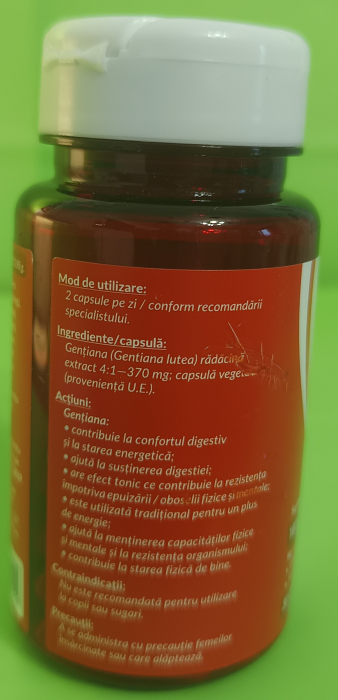 Mod de utilizare:
2 capsule pe zi / conform recomandării
specialistului.
Ingrediente/capsulă:
Gențiana (Gentiana lutea) rădăcină
extract 4:1—370 mg; capsulă
(proveniență U.E.).
Acțiuni:
Gențiana:
• contribuie la confortul digestiv
și la starea energetică;
• ajută la susținerea digestiei;
• are efect tonic ce contribuie la rezistența
împotriva epuizării / oboselii fizice și mentale;
• este utilizată tradițional pentru un plus
de energie;
• ajută la menținerea capacităților fizice
și mentale și la rezistența organismului;
• contribuie la starea fizică de bine.
Contraindicații:
Nu este recomandată pentru utilizare
la copii sau sugari.
Precauții:
A se administra cu precauție femeilor
însărcinate sau care alăptează.